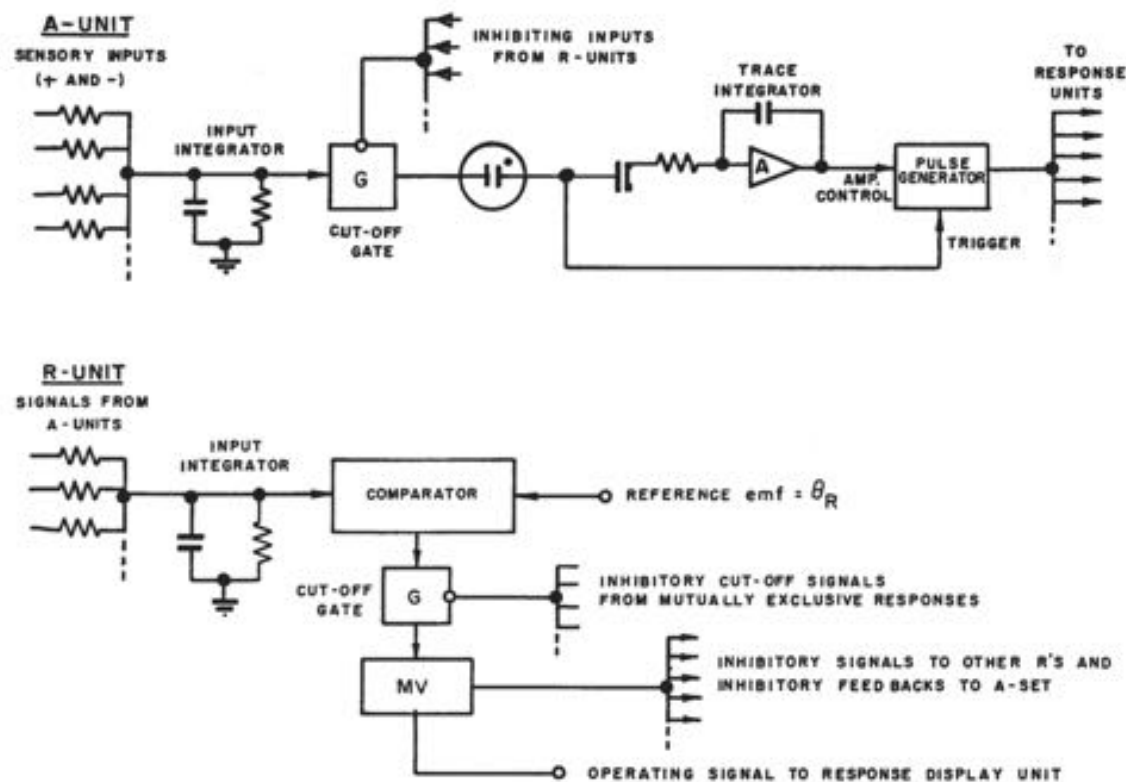 A-UNIT
SENSORY INPUTS
(+ AND -)
INHIBITING INPUTS
FROM R-UNITS
INPUT
INTEGRATOR
G
CUT-OFF
GATE
TRACE
INTEGRATOR
A
AMP.
CONTROL
PULSE
GENERATOR
TRIGGER
TO
RESPONSE
UNITS
R-UNIT
SIGNALS FROM
A-UNITS
INPUT
INTEGRATOR
COMPARATOR
REFERENCE emf = θR
CUT-OFF
GATE
G
INHIBITORY CUT-OFF SIGNALS
FROM MUTUALLY EXCLUSIVE RESPONSES
MV
INHIBITORY SIGNALS TO OTHER R'S AND
INHIBITORY FEEDBACKS TO A-SET
OPERATING SIGNAL TO RESPONSE DISPLAY UNIT